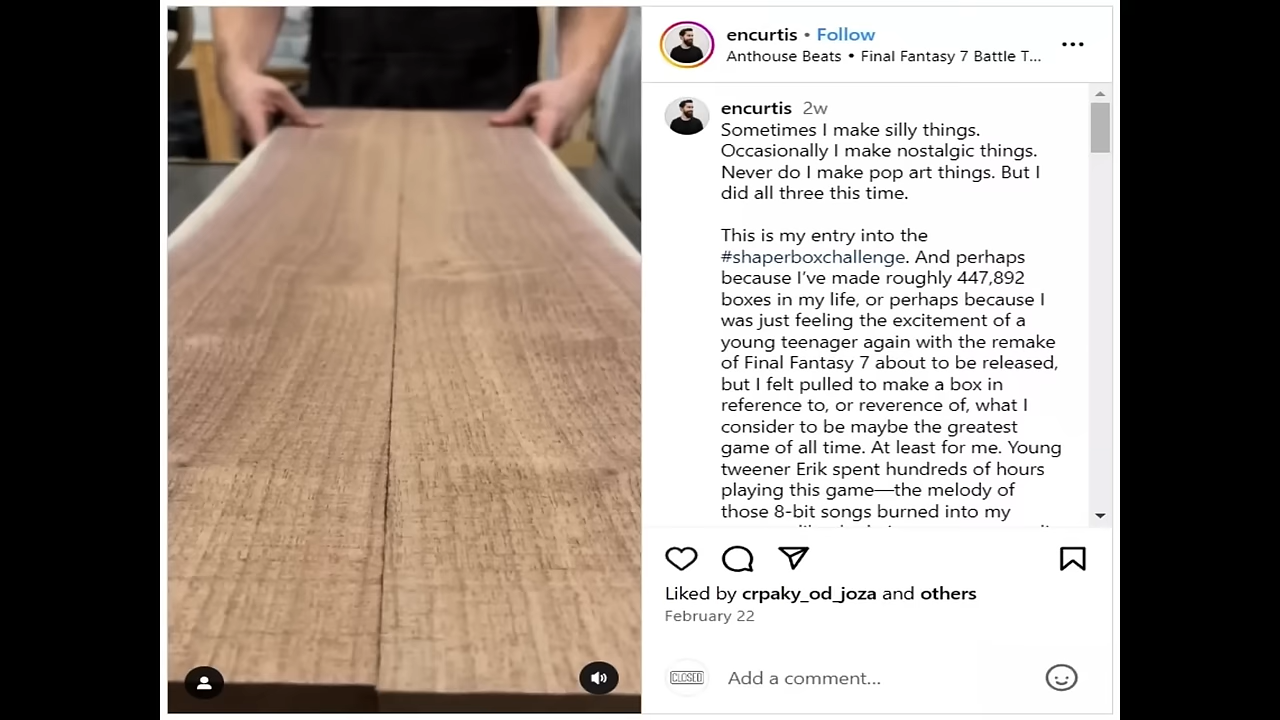 encurtis • Follow
Anthouse Beats • Final Fantasy 7 Battle T...
encurtis 2w
Sometimes I make silly things.
Occasionally I make nostalgic things.
Never do I make pop art things. But I
did all three this time.
This is my entry into the
#shaperboxchallenge. And perhaps
because I’ve made roughly 447,892
boxes in my life, or perhaps because I
was just feeling the excitement of a
young teenager again with the remake
of Final Fantasy 7 about to be released,
but I felt pulled to make a box in
reference to, or reverence of, what I
consider to be maybe the greatest
game of all time. At least for me. Young
tweener Erik spent hundreds of hours
playing this game—the melody of
those 8-bit songs burned into my
Liked by crpaky_od_joza and others
February 22
CLOSED
Add a comment...